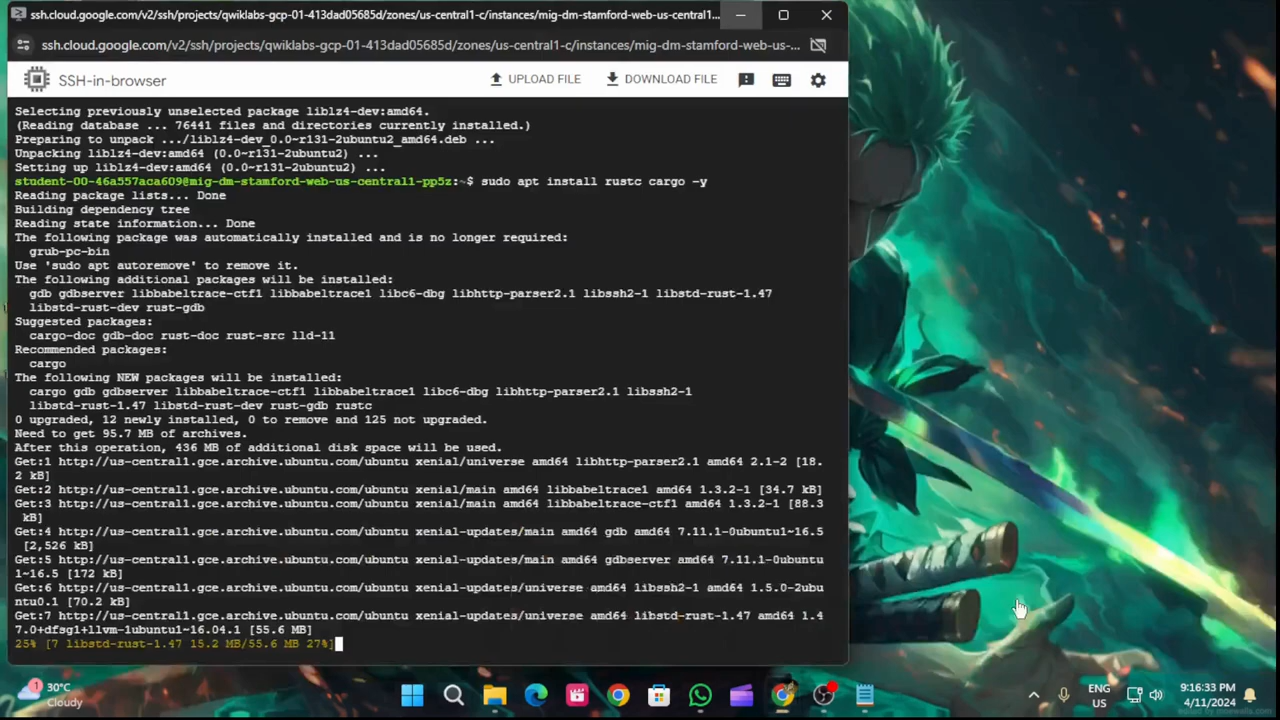 ssh.cloud.google.com/v2/ssh/projects/qwiklabs-gcp-01-413dad05685d/zones/us-central1-c/instances/mig-dm-stamford-web-us-central1...
ssh.cloud.google.com/v2/ssh/projects/qwiklabs-gcp-01-413dad05685d/zones/us-central1-c/instances/mig-dm-stamford-web-us-...
SSH-in-browser
UPLOAD FILE
DOWNLOAD FILE
Selecting previously unselected package liblz4-dev:amd64.
(Reading database ... 76441 files and directories currently installed.)
Preparing to unpack .../liblz4-dev_0.0~r131-2ubuntu2_amd64.deb ...
Unpacking liblz4-dev:amd64 (0.0~r131-2ubuntu2) ...
Setting up liblz4-dev:amd64 (0.0~r131-2ubuntu2) ...
student-00-46a557aca609@mig-dm-stamford-web-us-central1-pp5z:~$ sudo apt install rustc cargo -y
Reading package lists... Done
Building dependency tree
Reading state information... Done
The following package was automatically installed and is no longer required:
grub-pc-bin
Use 'sudo apt autoremove' to remove it.
The following additional packages will be installed:
gdb gdbserver libbabeltrace-ctf1 libbabeltrace1 libc6-dbg libhttp-parser2.1 libssh2-1 libstd-rust-1.47
libstd-rust-dev rust-gdb
Suggested packages:
cargo-doc gdb-doc rust-doc rust-src lld-11
Recommended packages:
cargo
The following NEW packages will be installed:
cargo gdb gdbserver libbabeltrace-ctf1 libbabeltrace1 libc6-dbg libhttp-parser2.1 libssh2-1
libstd-rust-1.47 libstd-rust-dev rust-gdb rustc
0 upgraded, 12 newly installed, 0 to remove and 125 not upgraded.
Need to get 95.7 MB of archives.
After this operation, 436 MB of additional disk space will be used.
Get:1 http://us-central1.gce.archive.ubuntu.com/ubuntu xenial/universe amd64 libhttp-parser2.1 amd64 2.1-2 [18.
2 kB]
Get:2 http://us-central1.gce.archive.ubuntu.com/ubuntu xenial/main amd64 libbabeltrace1 amd64 1.3.2-1 [34.7 kB]
Get:3 http://us-central1.gce.archive.ubuntu.com/ubuntu xenial/main amd64 libbabeltrace-ctf1 amd64 1.3.2-1 [88.3
kB]
Get:4 http://us-central1.gce.archive.ubuntu.com/ubuntu xenial-updates/main amd64 gdb amd64 7.11.1-0ubuntu1~16.5
[2,526 kB]
Get:5 http://us-central1.gce.archive.ubuntu.com/ubuntu xenial-updates/main amd64 gdbserver amd64 7.11.1-0ubuntu
1~16.5 [172 kB]
Get:6 http://us-central1.gce.archive.ubuntu.com/ubuntu xenial-updates/universe amd64 libssh2-1 amd64 1.5.0-2ubu
ntu0.1 [70.2 kB]
Get:7 http://us-central1.gce.archive.ubuntu.com/ubuntu xenial-updates/universe amd64 libstd-rust-1.47 amd64 1.4
7.0+dfsg1+llvm-1ubuntu1~16.04.1 [55.6 MB]
25% [7 libstd-rust-1.47 15.2 MB/55.6 MB 27%]
1
30°C
Cloudy
ENG
US
9:16:33 PM
4/11/2024